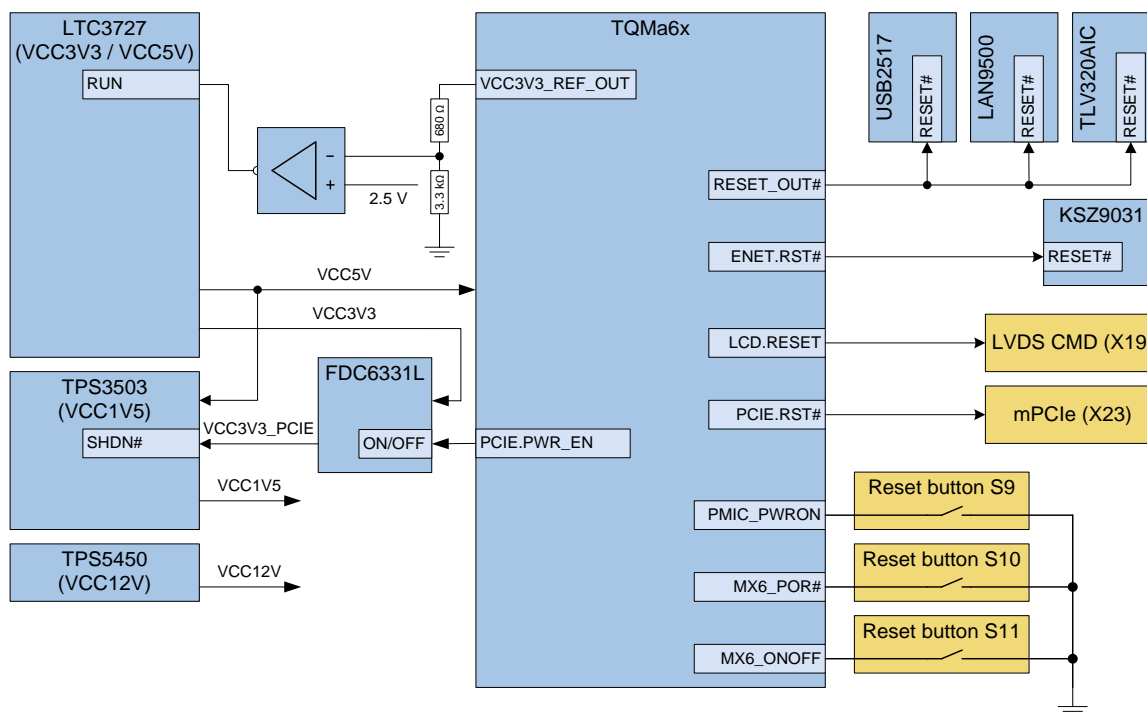 LTC3727
(VCC3V3 / VCC5V)
RUN
TQMa6x
VCC3V3_REF_OUT
680 Ω
3.3 kΩ
−
+
2.5 V
USB2517
RESET#
LAN9500
RESET#
TLV320AIC
RESET#
RESET_OUT#
KSZ9031
RESET#
ENET.RST#
VCC5V
VCC3V3
LCD.RESET
LVDS CMD (X19
TPS3503
(VCC1V5)
SHDN#
VCC3V3_PCIE
FDC6331L
ON/OFF
PCIE.PWR_EN
PCIE.RST#
mPCIe (X23)
VCC1V5
PMIC_PWRON
Reset button S9
TPS5450
(VCC12V)
VCC12V
MX6_POR#
Reset button S10
MX6_ONOFF
Reset button S11